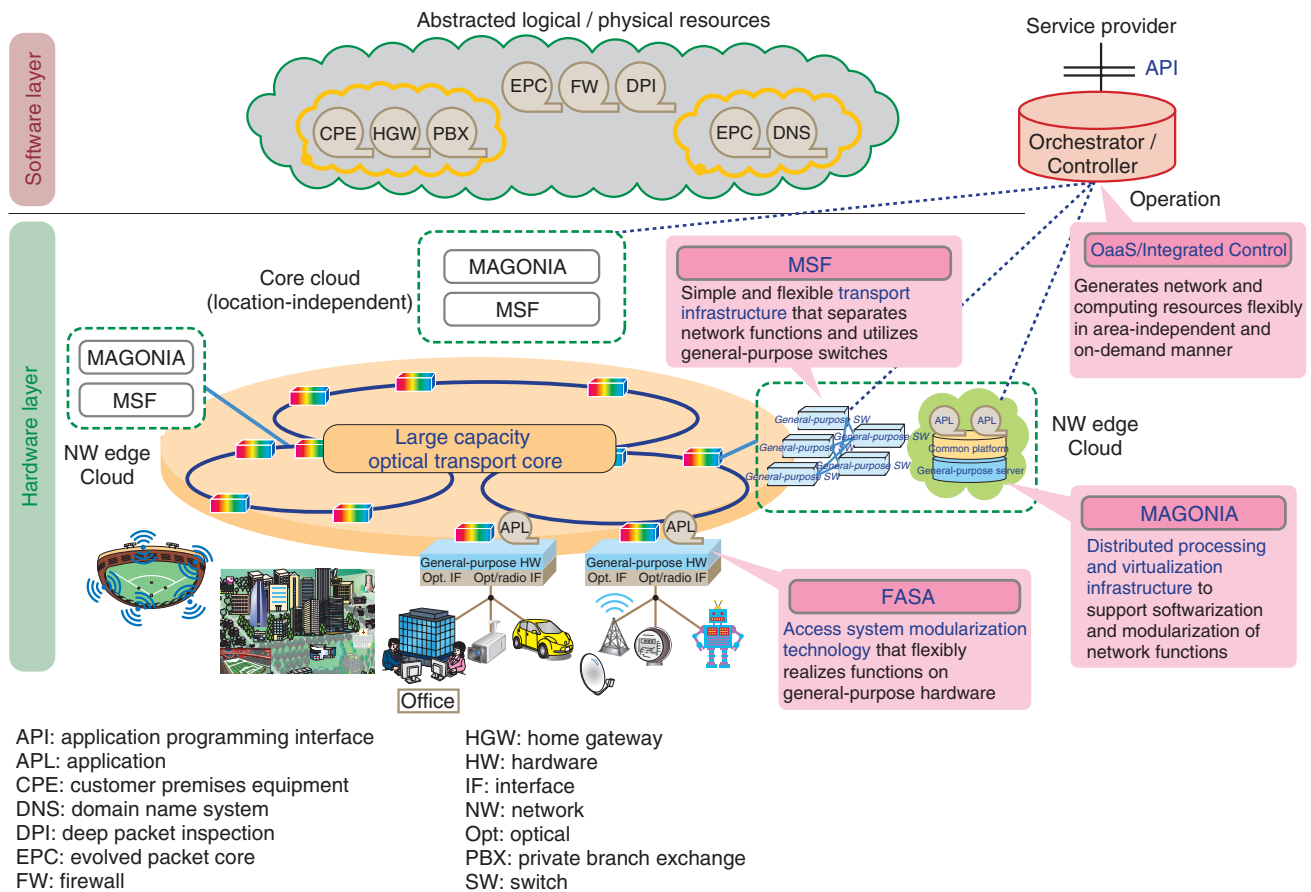 Abstracted logical / physical resources
Service provider
API
Software layer
EPC
FW
DPI
CPE
HGW
PBX
EPC
DNS
Orchestrator /
Controller
Operation
Hardware layer
Core cloud
(location-independent)
MAGONIA
MSF
MSF
Simple and flexible transport
infrastructure that separates
network functions and utilizes
general-purpose switches
OaaS/Integrated Control
Generates network and
computing resources flexibly
in area-independent and
on-demand manner
MAGONIA
MSF
NW edge
Cloud
Large capacity
optical transport core
General-purpose SW
General-purpose SW
General-purpose SW
General-purpose SW
General-purpose SW
APL
APL
Common platform
General-purpose server
NW edge
Cloud
MAGONIA
Distributed processing
and virtualization
infrastructure to
support softwarization
and modularization of
network functions
APL
General-purpose HW
Opt. IF
Opt/radio IF
APL
General-purpose HW
Opt. IF
Opt/radio IF
FASA
Access system modularization
technology that flexibly
realizes functions on
general-purpose hardware
Office
API: application programming interface
APL: application
CPE: customer premises equipment
DNS: domain name system
DPI: deep packet inspection
EPC: evolved packet core
FW: firewall
HGW: home gateway
HW: hardware
IF: interface
NW: network
Opt: optical
PBX: private branch exchange
SW: switch